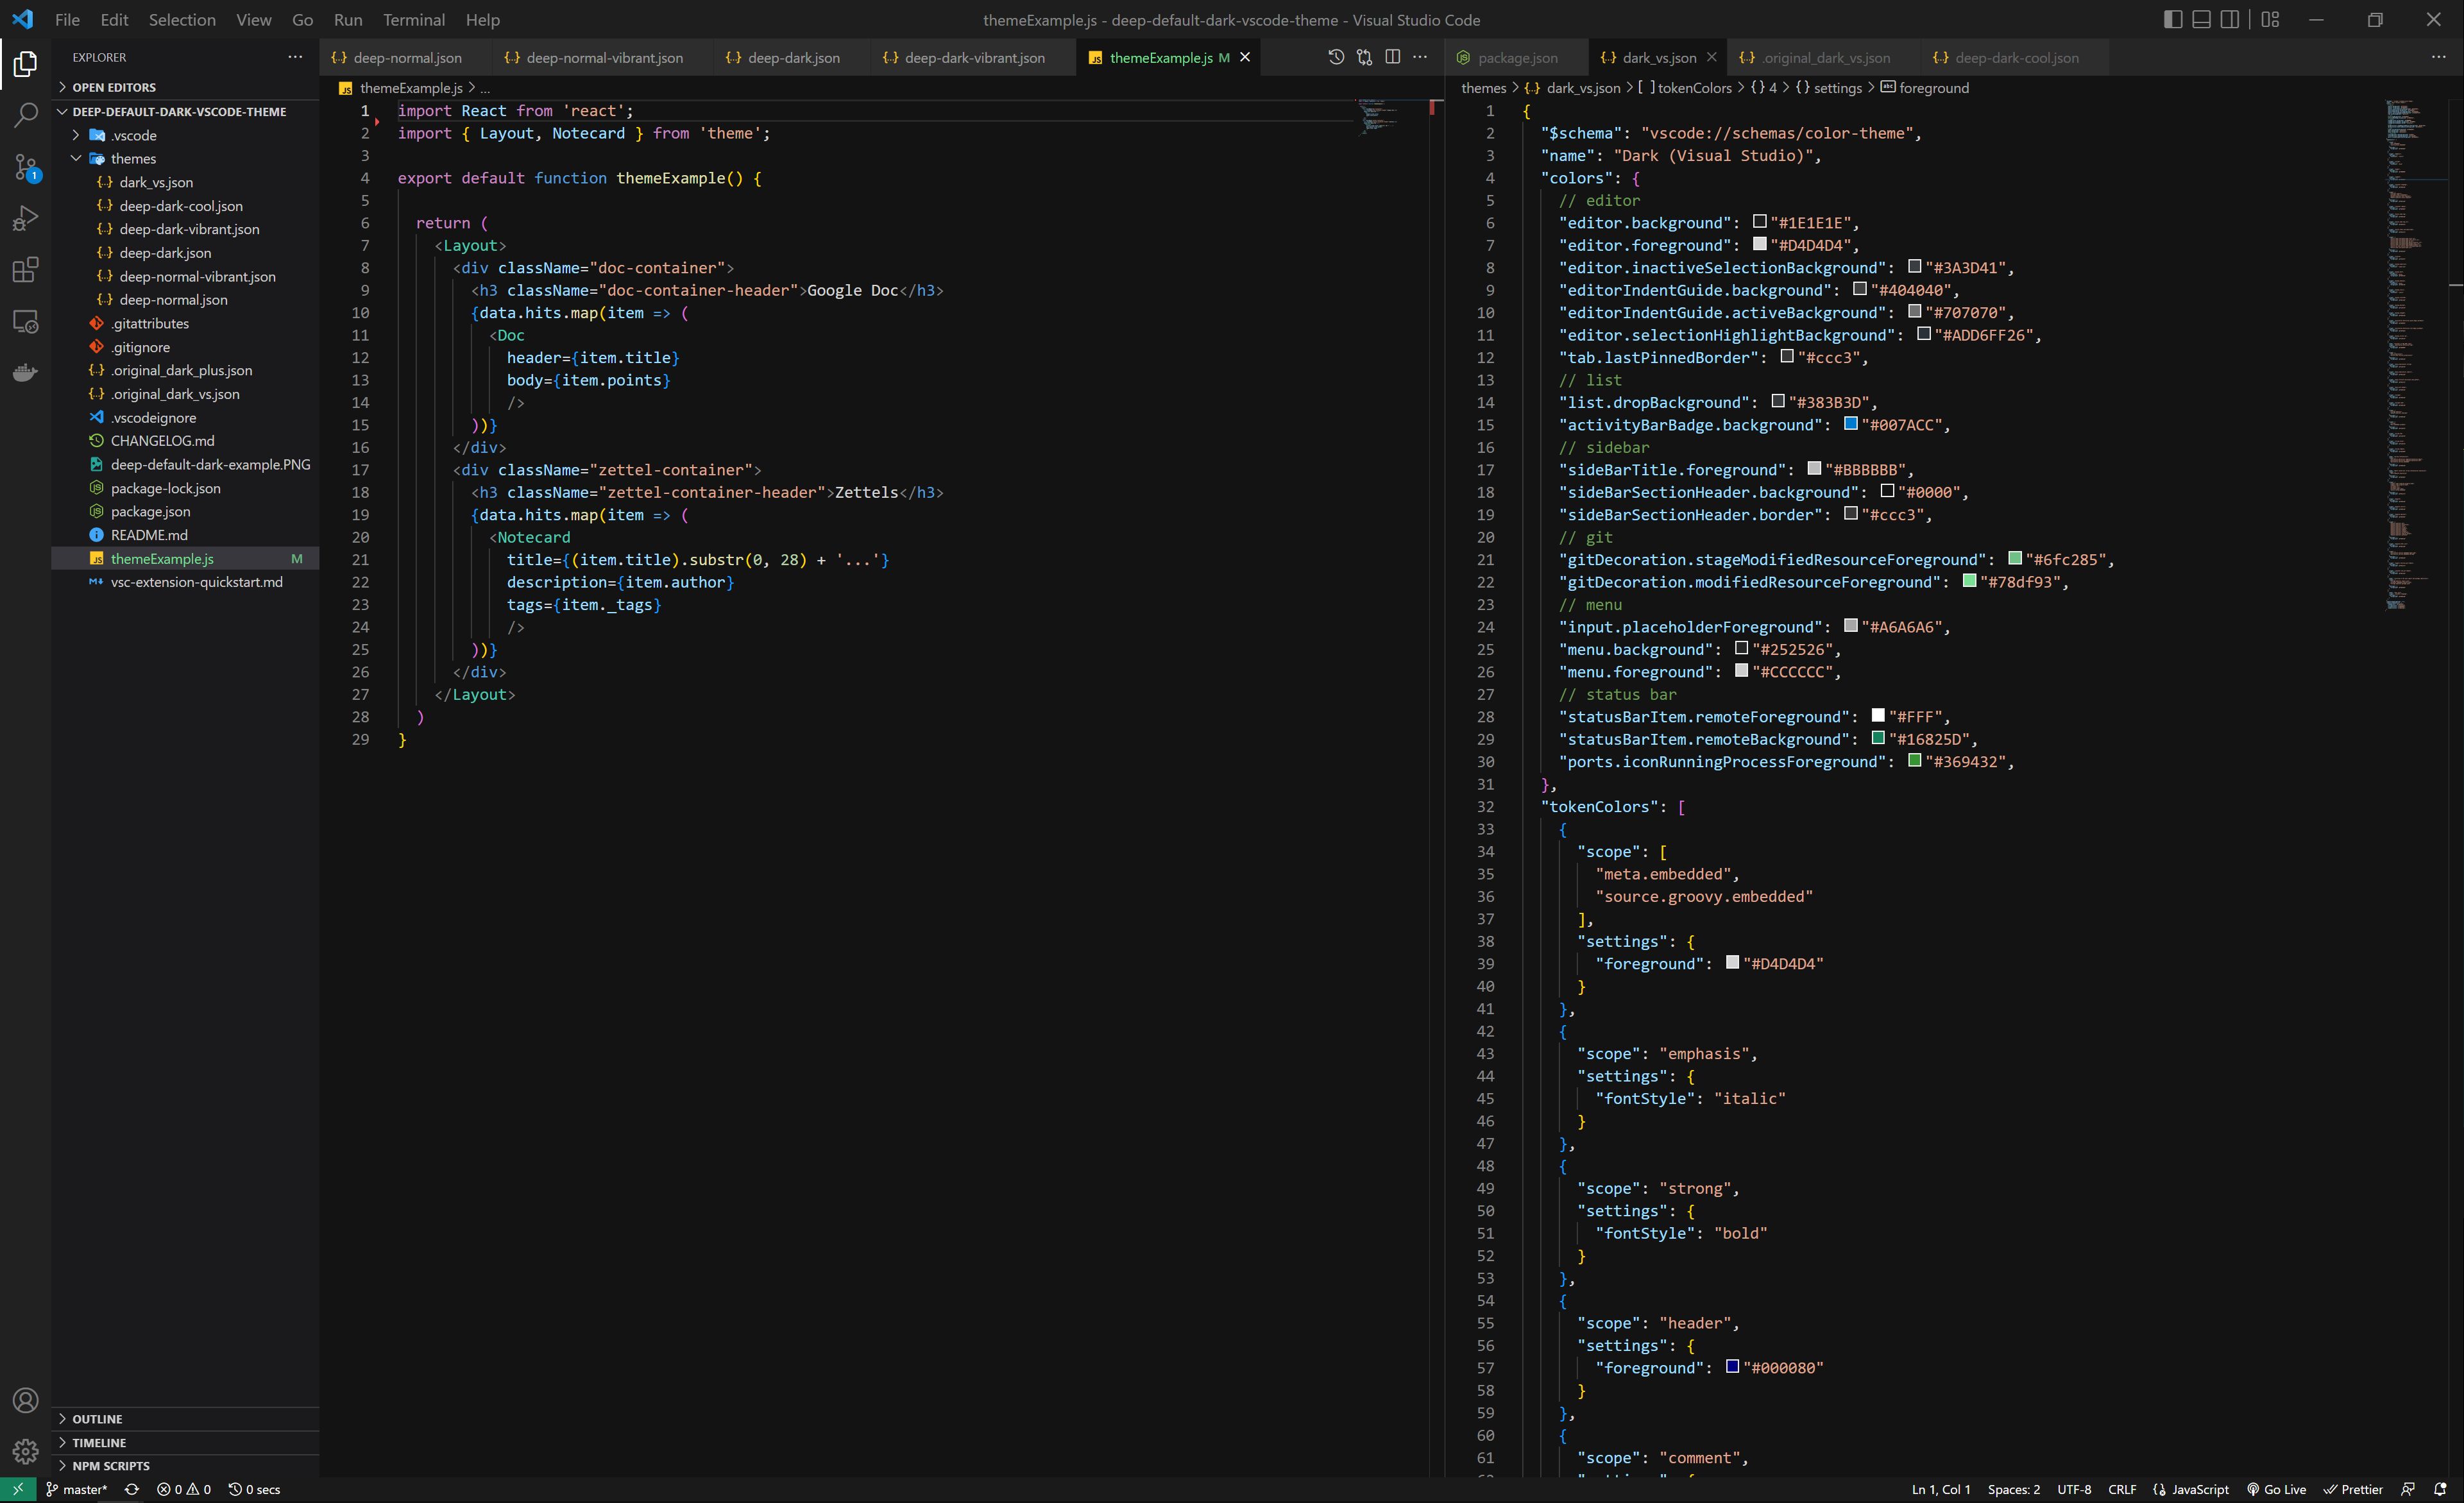 File Edit Selection View Go Run Terminal Help
themeExample.js - deep-default-dark-vscode-theme - Visual Studio Code
EXPLORER
OPEN EDITORS
DEEP-DEFAULT-DARK-VSCODE-THEME
.vscode
themes
dark_vs.json
deep-dark-cool.json
deep-dark-vibrant.json
deep-dark.json
deep-normal-vibrant.json
deep-normal.json
.gitattributes
.gitignore
.original_dark_plus.json
.original_dark_vs.json
.vscodeignore
CHANGELOG.md
deep-default-dark-example.PNG
package-lock.json
package.json
README.md
themeExample.js M
vsc-extension-quickstart.md
OUTLINE
TIMELINE
NPM SCRIPTS
1
deep-normal.json deep-normal-vibrant.json deep-dark.json deep-dark-vibrant.json themeExample.js M
themeExample.js > ...
1 import React from 'react';
2 import { Layout, Notecard } from 'theme';
3
4 export default function themeExample() {
5
6 return (
7 <Layout>
8 <div className="doc-container">
9 <h3 className="doc-container-header">Google Doc</h3>
10 {data.hits.map(item => (
11 <Doc
12 header={item.title}
13 body={item.points}
14 />
15 ))}
16 </div>
17 <div className="zettel-container">
18 <h3 className="zettel-container-header">Zettels</h3>
19 {data.hits.map(item => (
20 <Notecard
21 title={(item.title).substr(0, 28) + '...'}
22 description={item.author}
23 tags={item._tags}
24 />
25 ))}
26 </div>
27 </Layout>
28 )
29 }
package.json dark_vs.json .original_dark_vs.json deep-dark-cool.json
themes > {} dark_vs.json > [ ] tokenColors > {} 4 > {} settings > abc foreground
1 {
2 "$schema": "vscode://schemas/color-theme",
3 "name": "Dark (Visual Studio)",
4 "colors": {
5 // editor
6 "editor.background": "#1E1E1E",
7 "editor.foreground": "#D4D4D4",
8 "editor.inactiveSelectionBackground": "#3A3D41",
9 "editorIndentGuide.background": "#404040",
10 "editorIndentGuide.activeBackground": "#707070",
11 "editor.selectionHighlightBackground": "#ADD6FF26",
12 "tab.lastPinnedBorder": "#ccc3",
13 // list
14 "list.dropBackground": "#383B3D",
15 "activityBarBadge.background": "#007ACC",
16 // sidebar
17 "sideBarTitle.foreground": "#BBBBBB",
18 "sideBarSectionHeader.background": "#0000",
19 "sideBarSectionHeader.border": "#ccc3",
20 // git
21 "gitDecoration.stageModifiedResourceForeground": "#6fc285",
22 "gitDecoration.modifiedResourceForeground": "#78df93",
23 // menu
24 "input.placeholderForeground": "#A6A6A6",
25 "menu.background": "#252526",
26 "menu.foreground": "#CCCCCC",
27 // status bar
28 "statusBarItem.remoteForeground": "#FFF",
29 "statusBarItem.remoteBackground": "#16825D",
30 "ports.iconRunningProcessForeground": "#369432",
31 },
32 "tokenColors": [
33 {
34 "scope": [
35 "meta.embedded",
36 "source.groovy.embedded"
37 ],
38 "settings": {
39 "foreground": "#D4D4D4"
40 }
41 },
42 {
43 "scope": "emphasis",
44 "settings": {
45 "fontStyle": "italic"
46 }
47 },
48 {
49 "scope": "strong",
50 "settings": {
51 "fontStyle": "bold"
52 }
53 },
54 {
55 "scope": "header",
56 "settings": {
57 "foreground": "#000080"
58 }
59 },
60 {
61 "scope": "comment",
master* 0 0 0 secs
Ln 1, Col 1 Spaces: 2 UTF-8 CRLF {} JavaScript Go Live Prettier